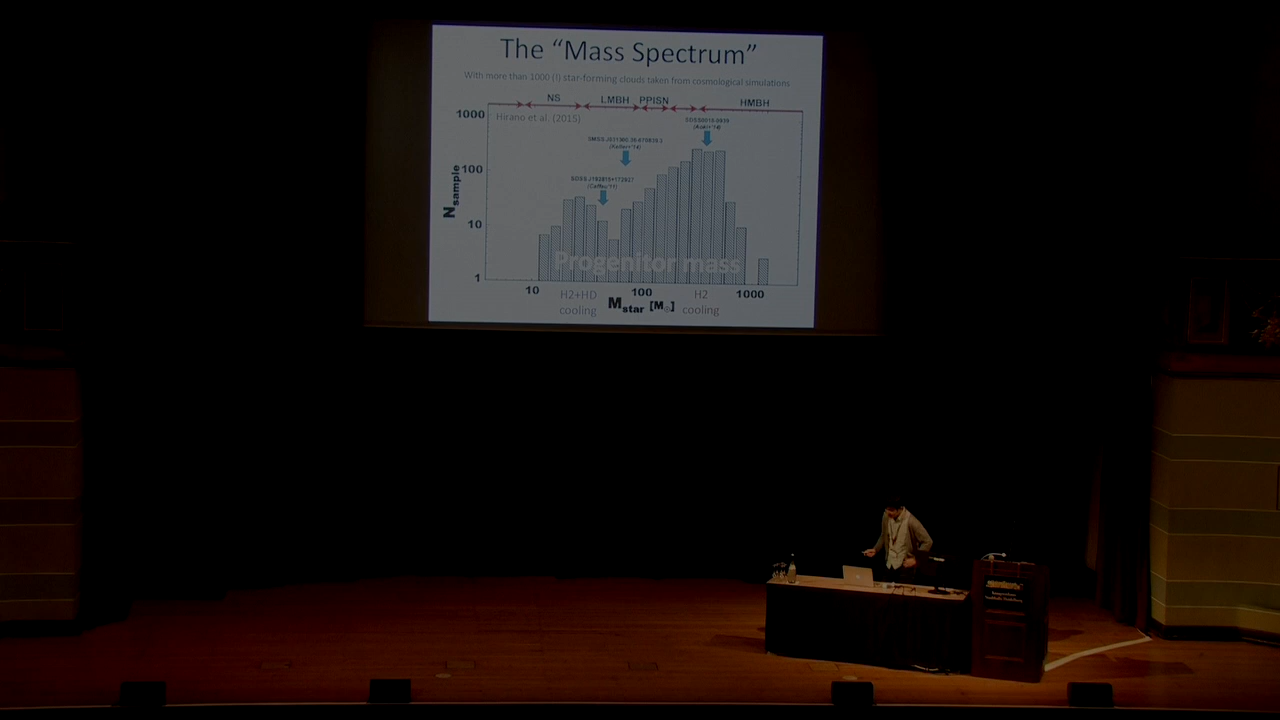 The “Mass Spectrum”
With more than 1000 (!) star-forming clouds taken from cosmological simulations
NS LMBH PPISN HMBH
1000
Hirano et al. (2015)
100
10
1
Nsample
Progenitor mass
10 100 1000
H2+HD
cooling
Mstar [M☉]
H2
cooling